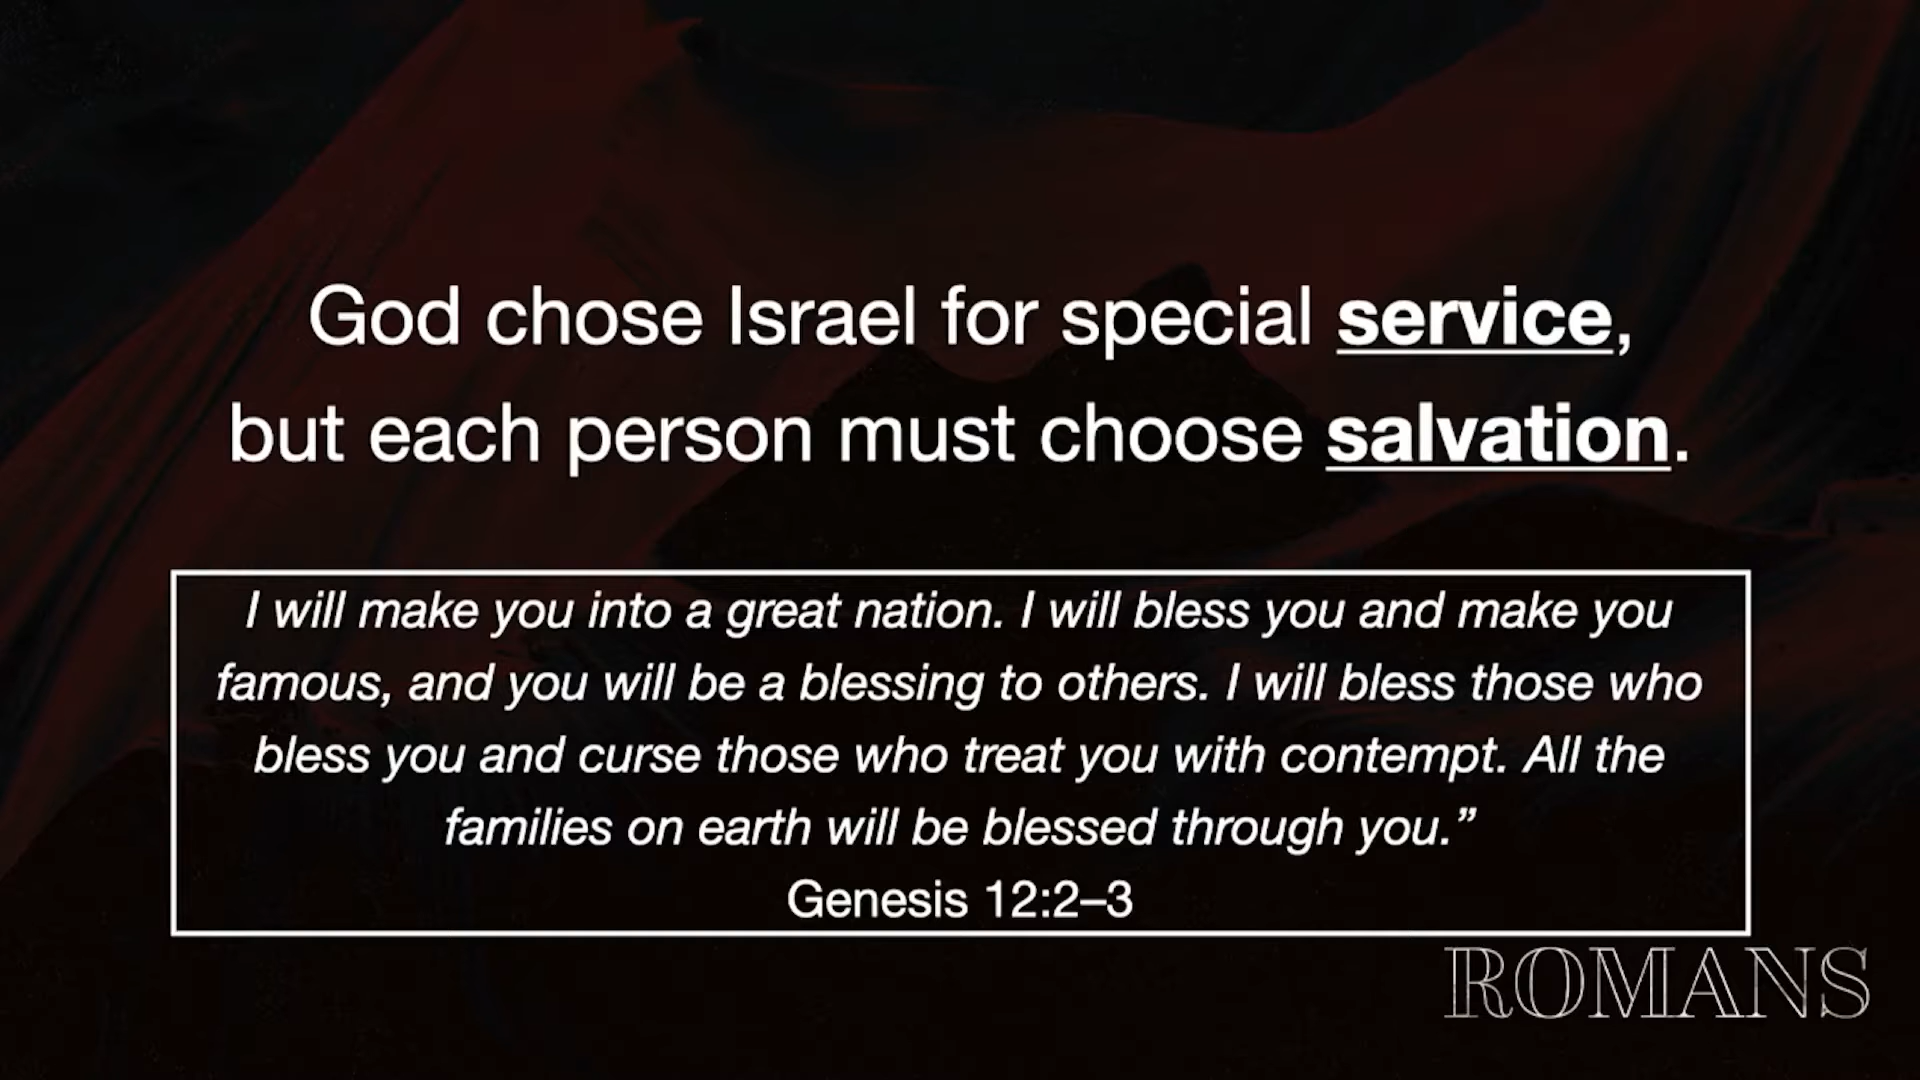 God chose Israel for special service,
but each person must choose salvation.
I will make you into a great nation. I will bless you and make you
famous, and you will be a blessing to others. I will bless those who
bless you and curse those who treat you with contempt. All the
families on earth will be blessed through you.”
Genesis 12:2–3
ROMANS